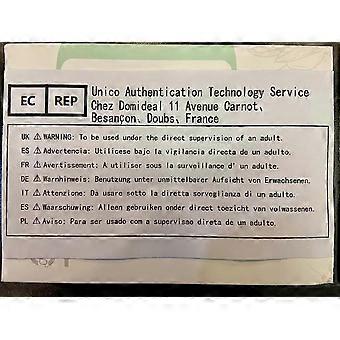 EC REP
Unico Authentication Technology Service
Chez Domideal 11 Avenue Carnot、
Besançon、Doubs、France
UK ⚠WARNING: To be used under the direct supervision of an adult.
ES ⚠Advertencia: Utilícese bajo la vigilancia directa de un adulto.
FR ⚠Avertissement: A utiliser sous la surveillance d' un adulte.
DE ⚠Warnhinweis: Benutzung unter unmittelbarer Aufsicht von Erwachsenen.
IT ⚠Attenzione: Da usare sotto la diretta sorveglianza di un adulto.
ES ⚠Waarschuwing: Alleen gebruiken onder direct toezicht van volwassenen.
PL ⚠Aviso: Para ser usado com a supervisao direta de um adulto.